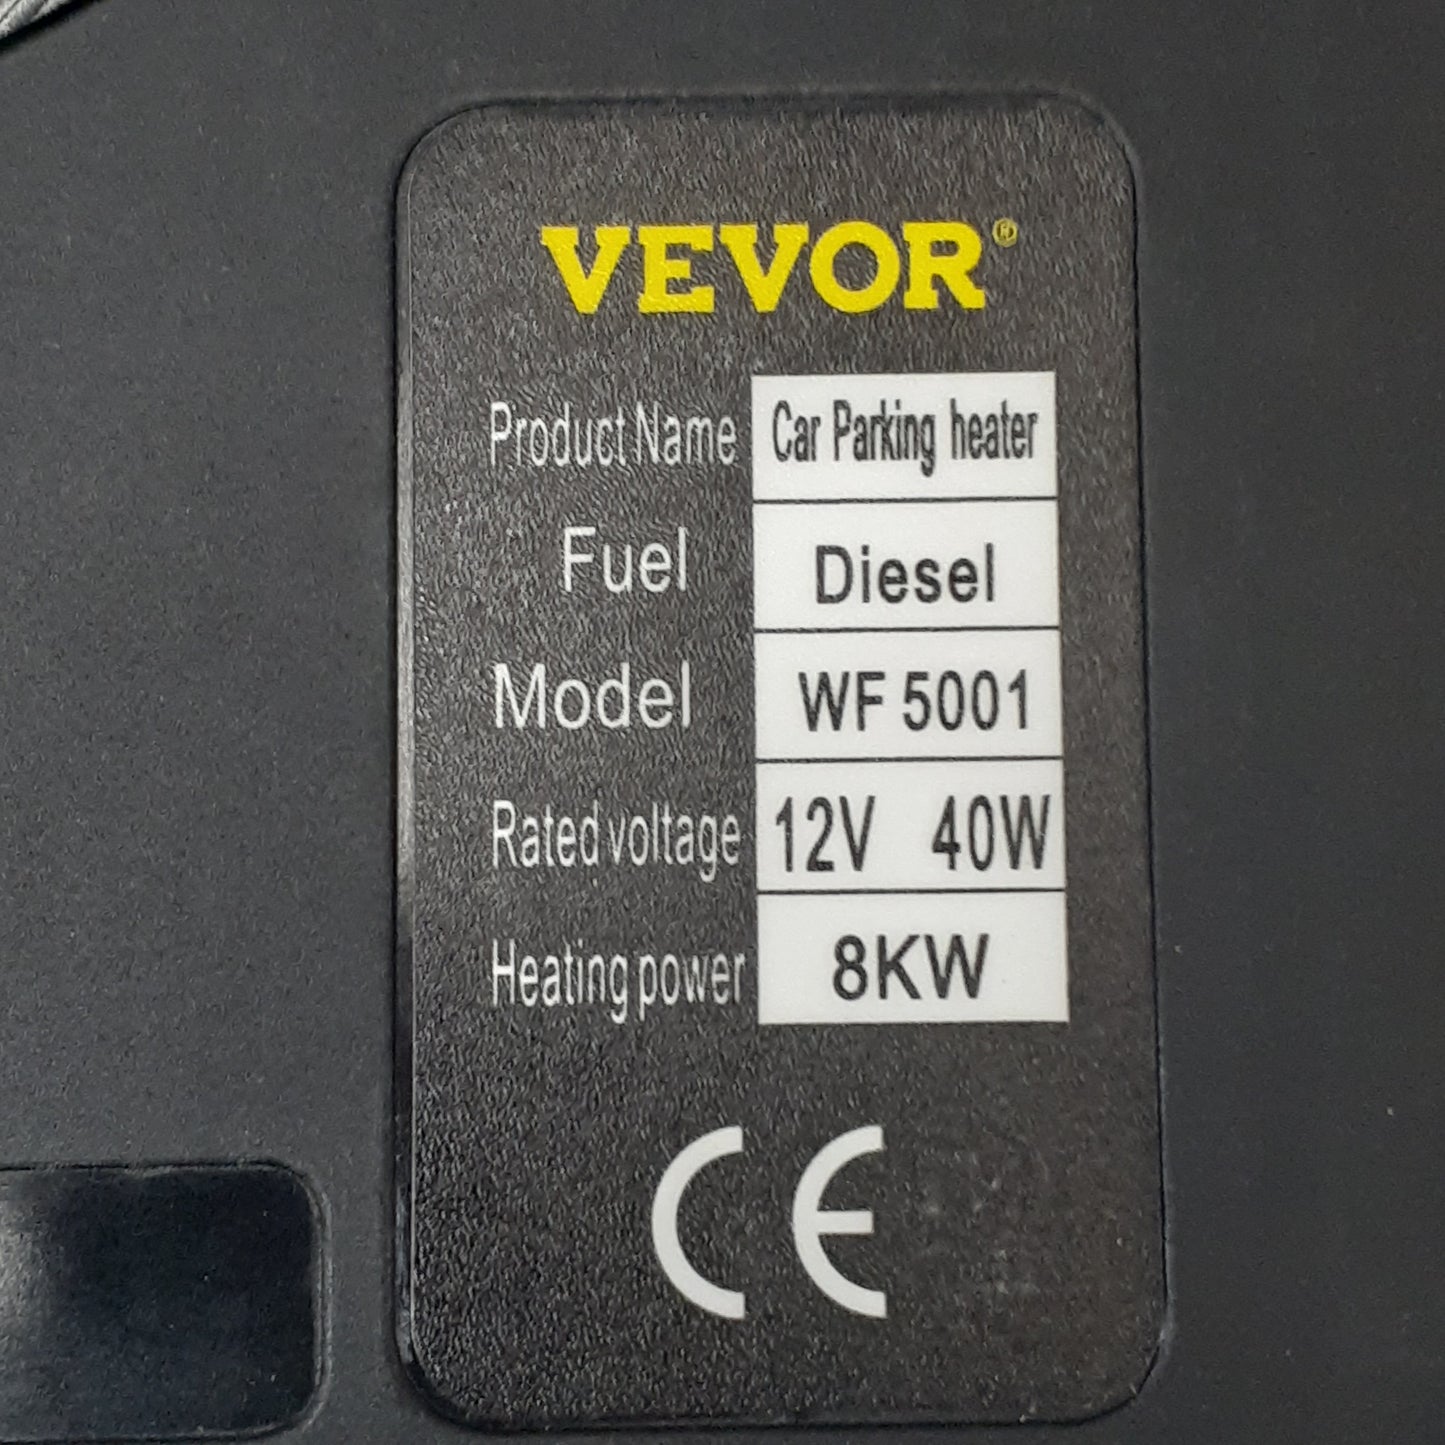 VEVOR®
Product Name Car Parking heater
Fuel Diesel
Model WF 5001
Rated voltage 12V 40W
Heating power 8KW
CE